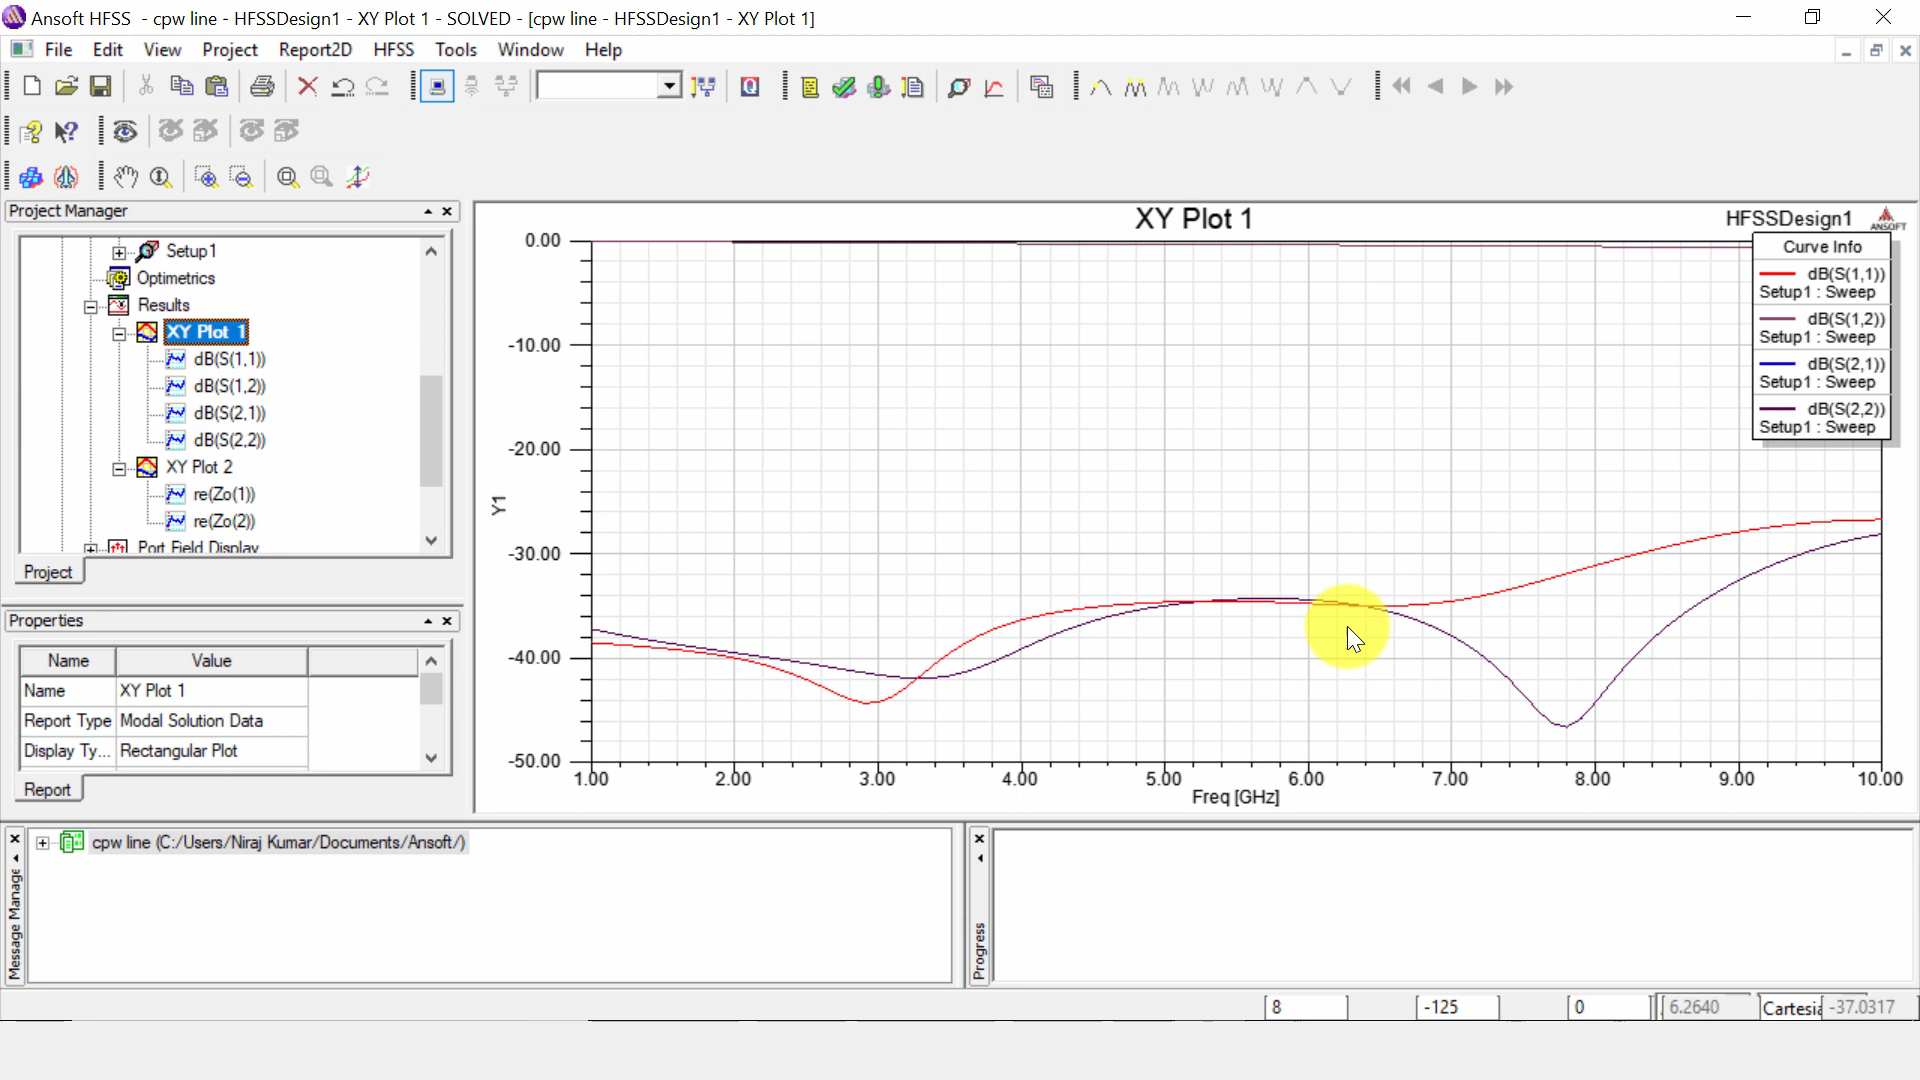 Ansoft HFSS - cpw line - HFSSDesign1 - XY Plot 1 - SOLVED - [cpw line - HFSSDesign1 - XY Plot 1]
File Edit View Project Report2D HFSS Tools Window Help
Project Manager
Setup1
Optimetrics
Results
XY Plot 1
dB(S(1,1))
dB(S(1,2))
dB(S(2,1))
dB(S(2,2))
XY Plot 2
re(Zo(1))
re(Zo(2))
Port Field Display
Project
Properties
Name Value
Name XY Plot 1
Report Type Modal Solution Data
Display Ty... Rectangular Plot
Report
XY Plot 1
HFSSDesign1
ANSOFT
Curve Info
dB(S(1,1))
Setup1 : Sweep
dB(S(1,2))
Setup1 : Sweep
dB(S(2,1))
Setup1 : Sweep
dB(S(2,2))
Setup1 : Sweep
0.00
-10.00
-20.00
-30.00
-40.00
-50.00
Y1
1.00 2.00 3.00 4.00 5.00 6.00 7.00 8.00 9.00 10.00
Freq [GHz]
Message Manage
cpw line (C:/Users/Niraj Kumar/Documents/Ansoft/)
Progress
8 -125 0 6.2640 Cartesia -37.0317